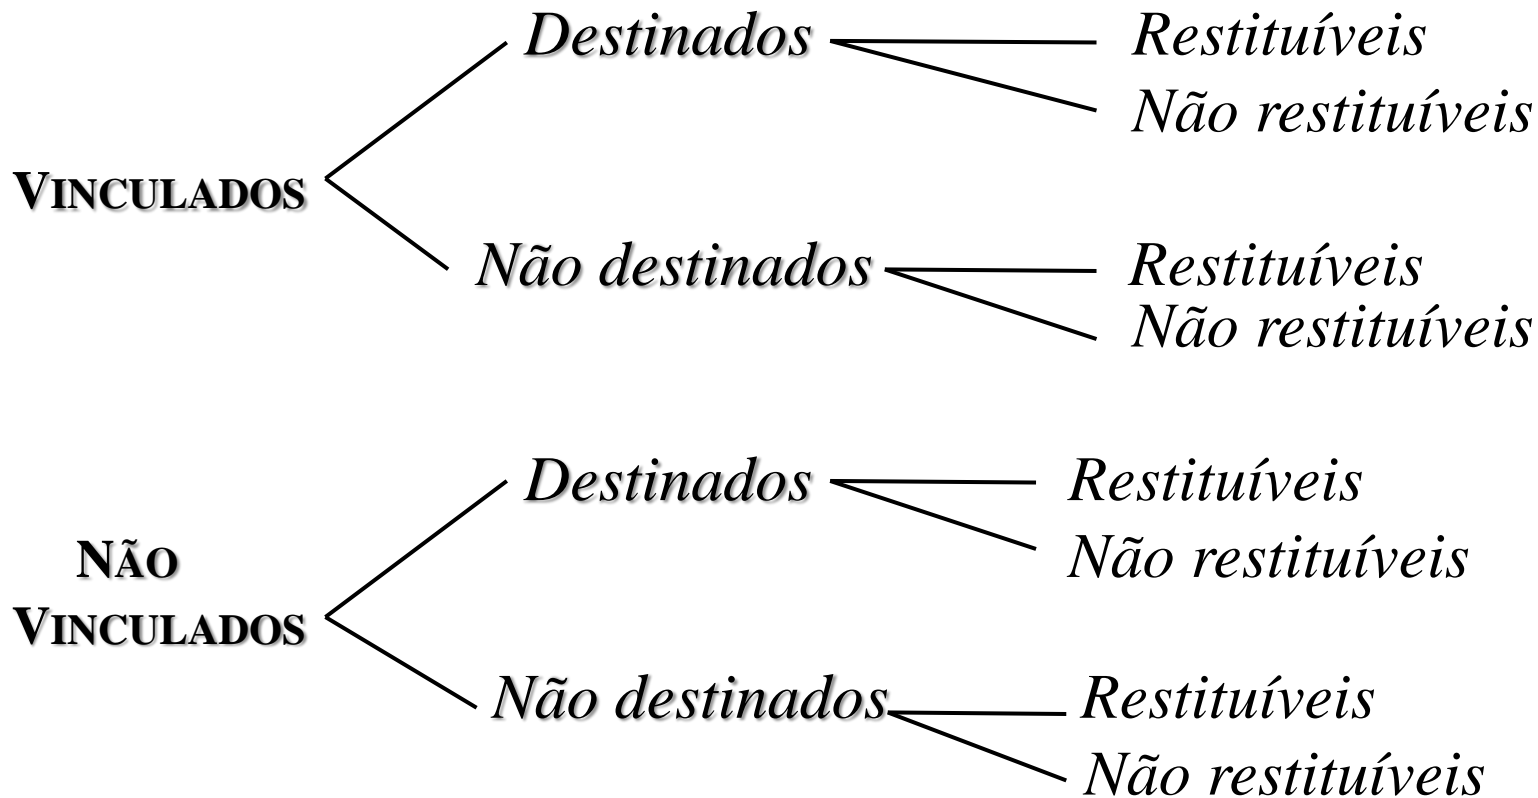 Destinados
Restituíveis
Não restituíveis
VINCULADOS
Não destinados
Restituíveis
Não restituíveis
Destinados
Restituíveis
Não restituíveis
NÃO
VINCULADOS
Não destinados
Restituíveis
Não restituíveis